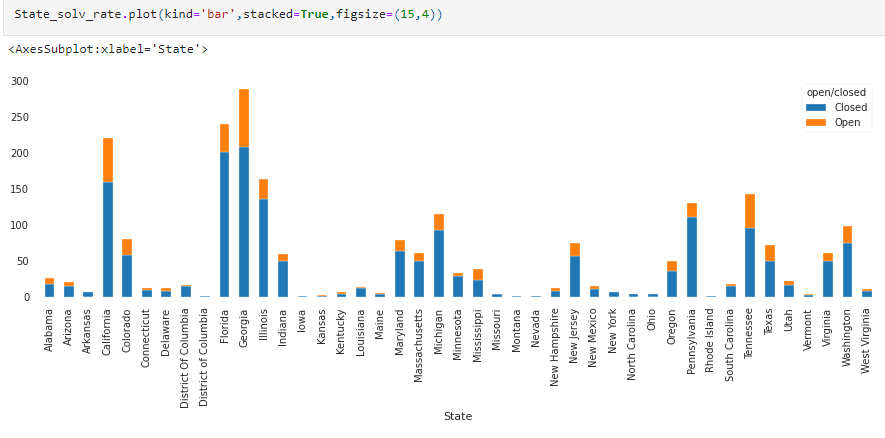 State_solv_rate.plot(kind='bar',stacked=True,figsize=(15,4))
<AxesSubplot:xlabel='State'>
300
250
200
150
100
50
0
open/closed
Closed
Open
Alabama
Arizona
Arkansas
California
Colorado
Connecticut
Delaware
District Of Columbia
District of Columbia
Florida
Georgia
Illinois
Indiana
Iowa
Kansas
Kentucky
Louisiana
Maine
Maryland
Massachusetts
Michigan
Minnesota
Mississippi
Missouri
Montana
Nevada
New Hampshire
New Jersey
New Mexico
New York
North Carolina
Ohio
Oregon
Pennsylvania
Rhode Island
South Carolina
Tennessee
Texas
Utah
Vermont
Virginia
Washington
West Virginia
State